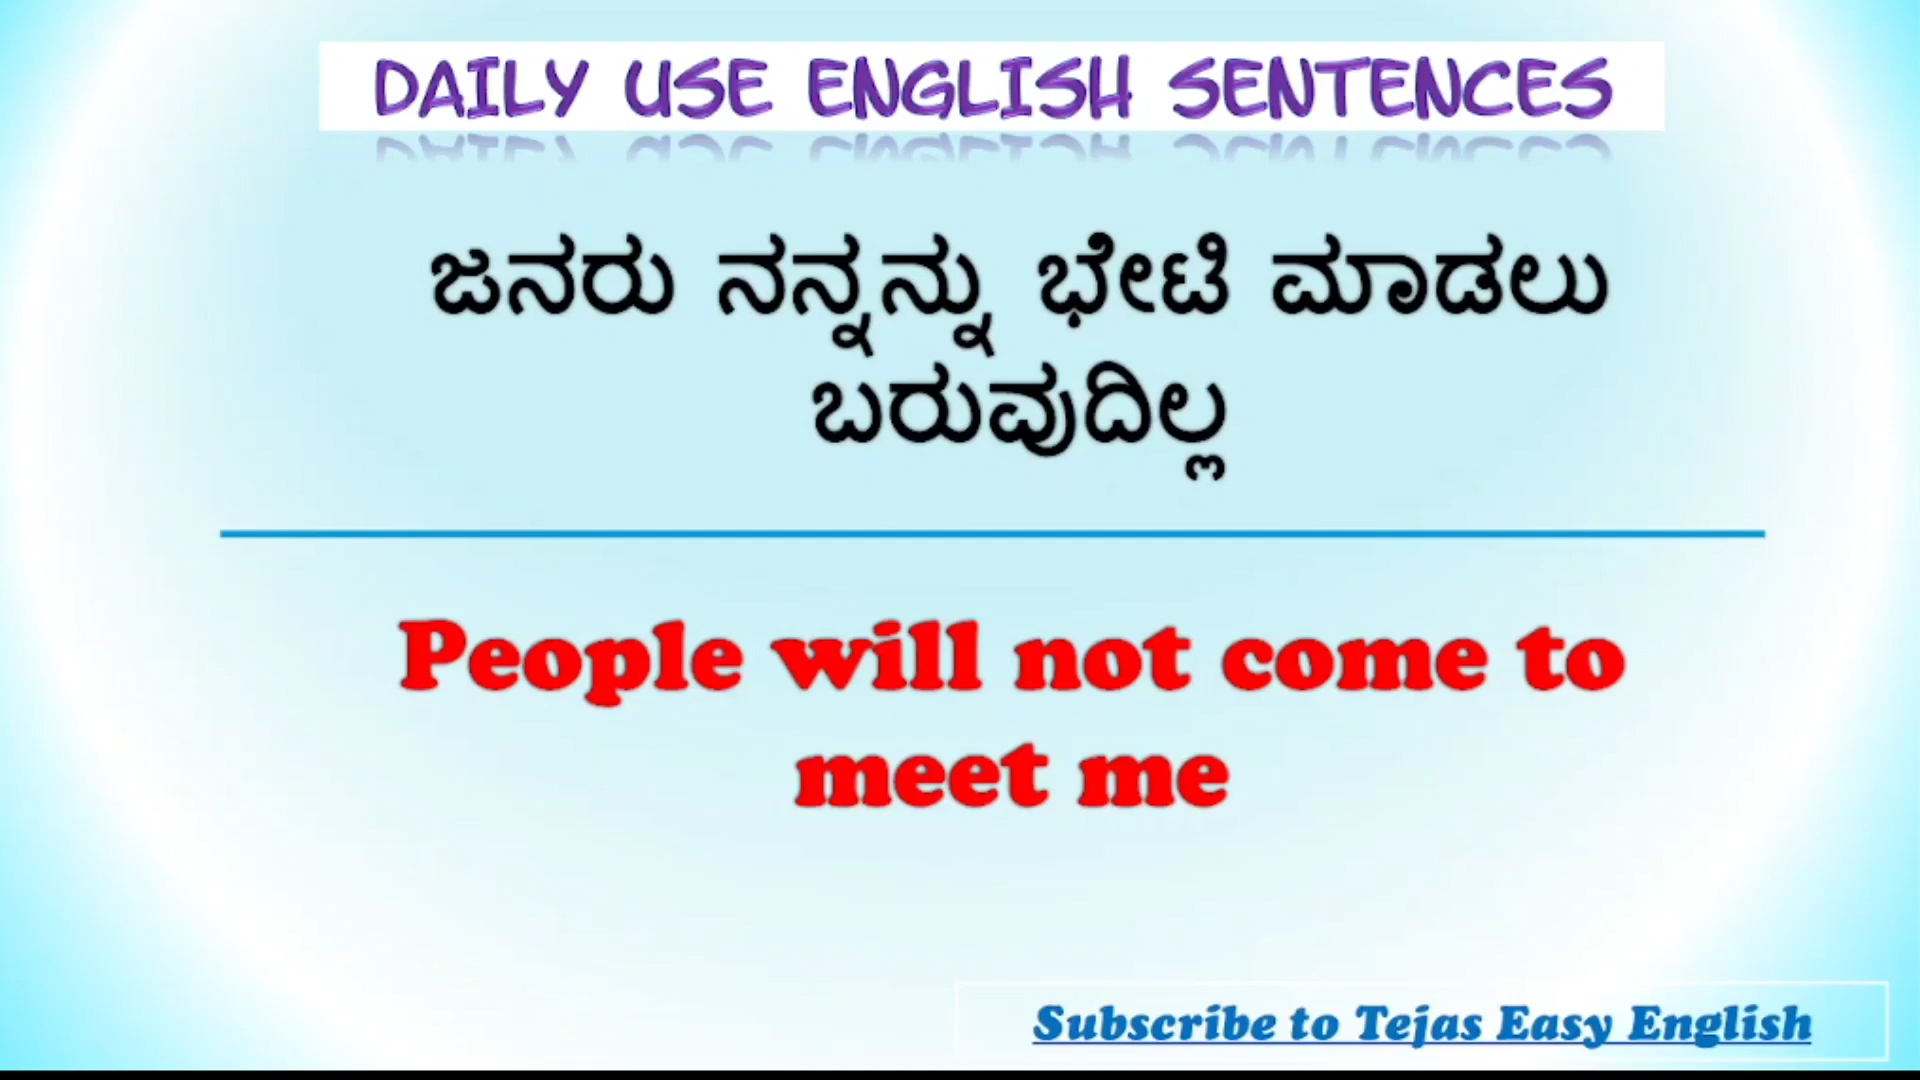 DAILY USE ENGLISH SENTENCES
ಜನರು ನನ್ನನ್ನು ಭೇಟಿ ಮಾಡಲು
ಬರುವುದಿಲ್ಲ
People will not come to
meet me
Subscribe to Tejas Easy English